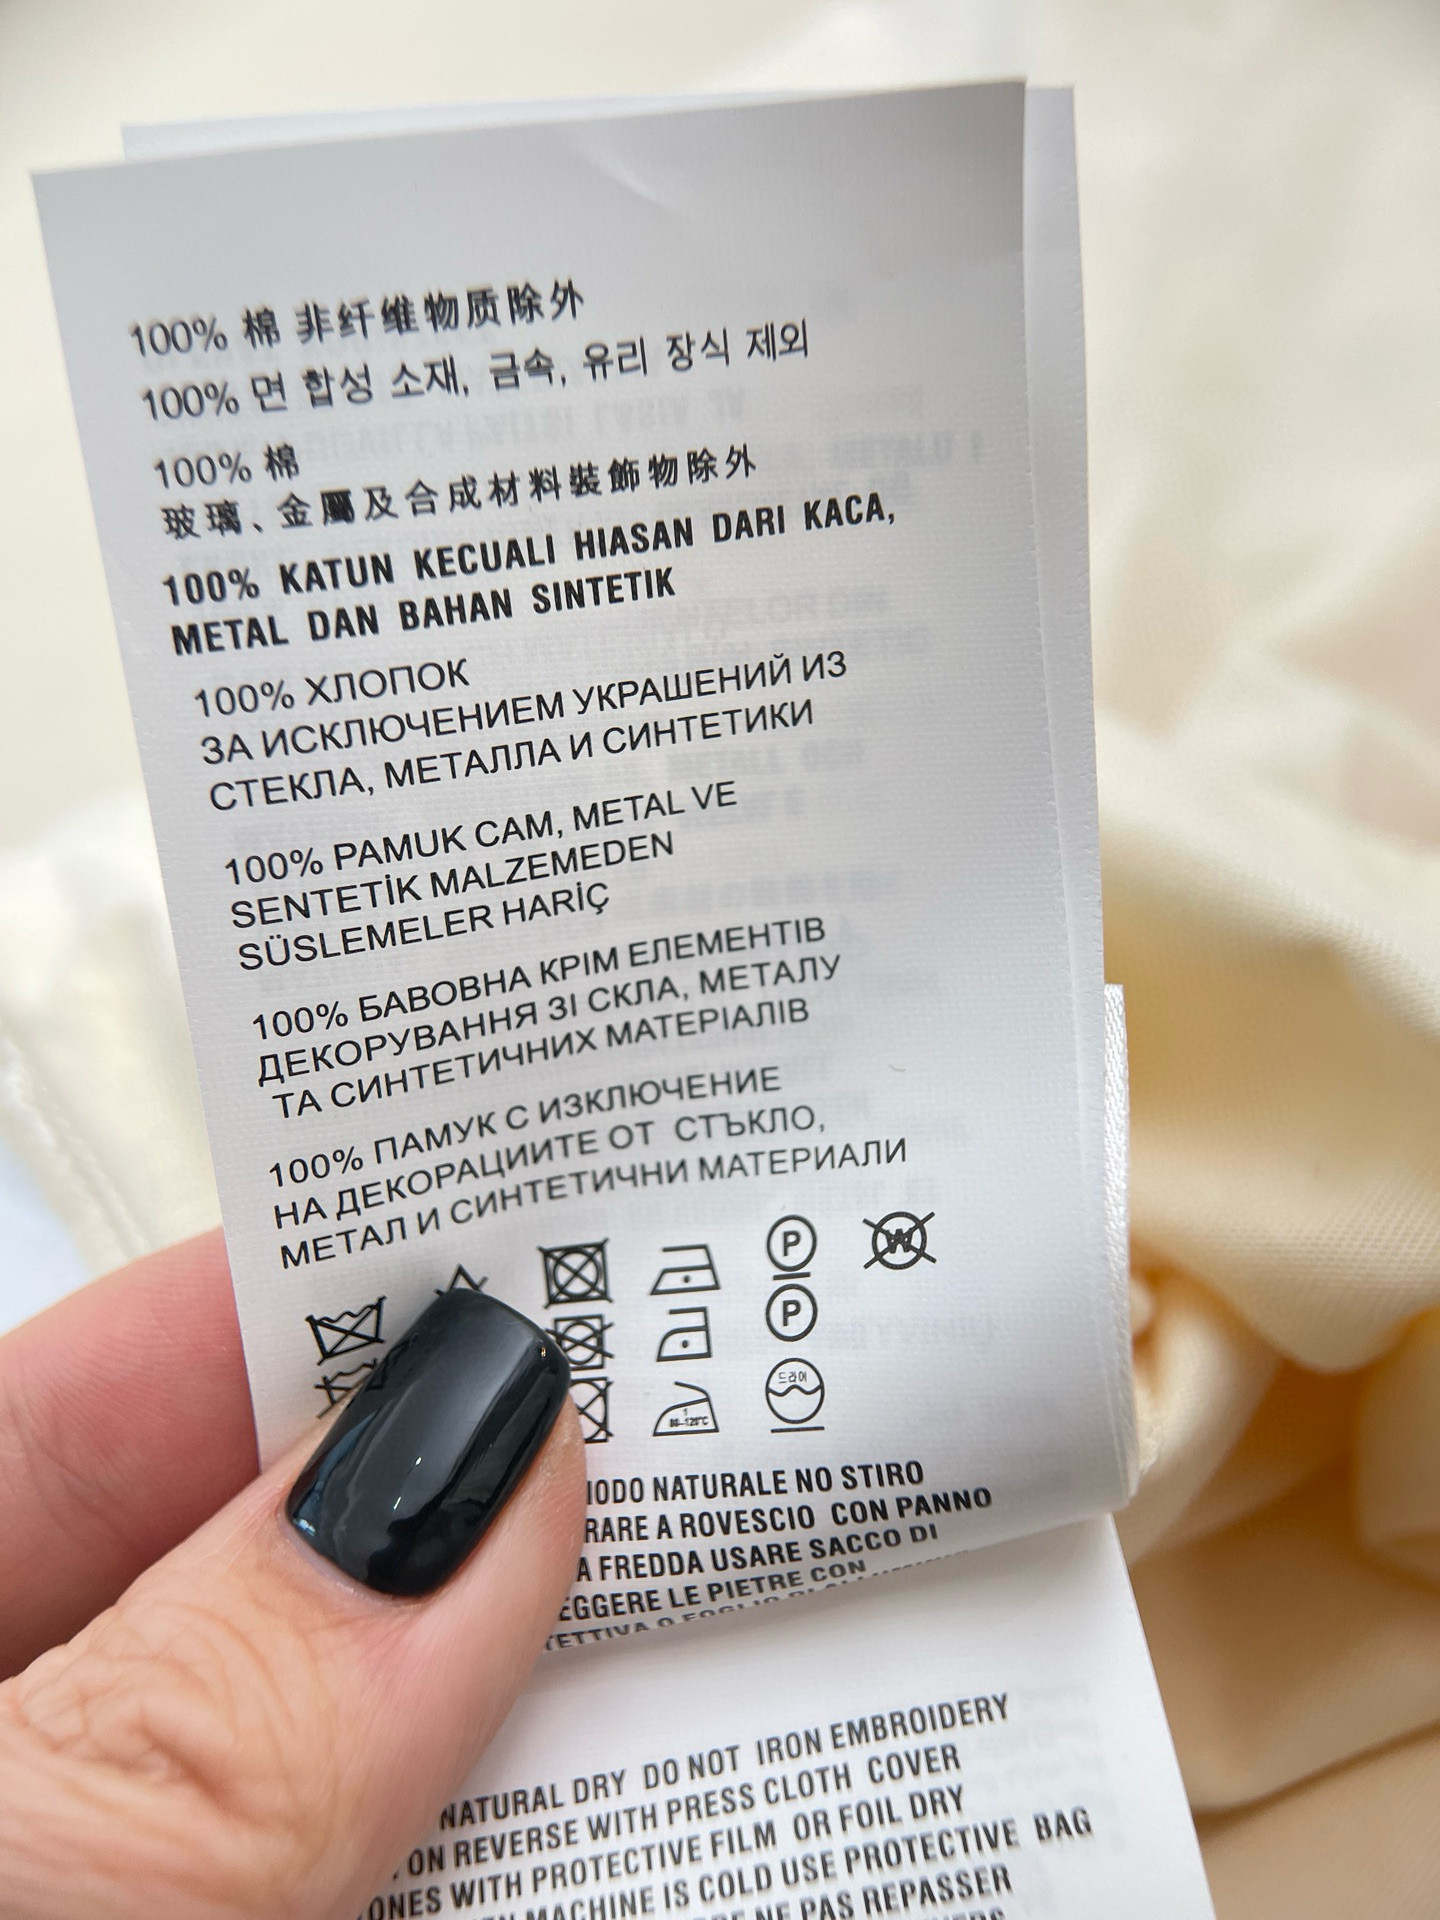 100% 棉 非纤维物质除外
100% 면 합성 소재, 금속, 유리 장식 제외
100% 棉
玻璃、金屬及合成材料裝飾物除外
100% KATUN KECUALI HIASAN DARI KACA,
METAL DAN BAHAN SINTETIK
100% ХЛОПОК
ЗА ИСКЛЮЧЕНИЕМ УКРАШЕНИЙ ИЗ
СТЕКЛА, МЕТАЛЛА И СИНТЕТИКИ
100% PAMUK CAM, METAL VE
SENTETİK MALZEMEDEN
SÜSLEMELER HARİÇ
100% БАВОВНА КРІМ ЕЛЕМЕНТІВ
ДЕКОРУВАННЯ ЗІ СКЛА, МЕТАЛУ
ТА СИНТЕТИЧНИХ МАТЕРІАЛІВ
100% ПАМУК С ИЗКЛЮЧЕНИЕ
НА ДЕКОРАЦИИТЕ ОТ СТЪКЛО,
МЕТАЛ И СИНТЕТИЧНИ МАТЕРИАЛИ
P W
P
드라이
1
80-120°C
NATURALE NO STIRO
A ROVESCIO CON PANNO
A FREDDA USARE SACCO DI
LE PIETRE CON
O FOGLIO DI
NATURAL DRY DO NOT IRON EMBROIDERY
ON REVERSE WITH PRESS CLOTH COVER
WITH PROTECTIVE FILM OR FOIL DRY
MACHINE IS COLD USE PROTECTIVE BAG
NE PAS REPASSER